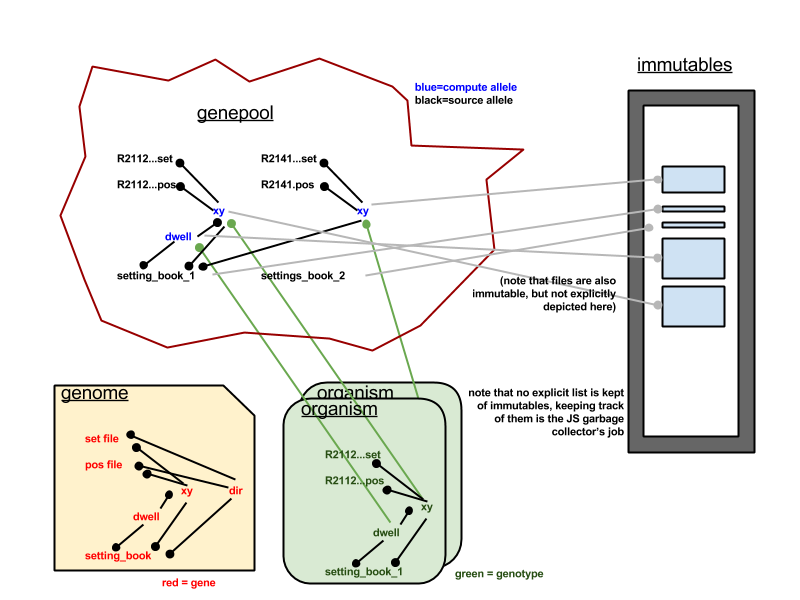 immutables
blue=compute allele
black=source allele
genepool
R2112...set
R2141...set
R2112...pos
R2141.pos
xy
xy
dwell
setting_book_1
settings_book_2
(note that files are also
immutable, but not explicitly
depicted here)
genome
organism
organism
note that no explicit list is kept
of immutables, keeping track
of them is the JS garbage
collector's job
set file
pos file
xy
dir
dwell
setting_book
red = gene
R2112...set
R2112...pos
xy
dwell
setting_book_1
green = genotype